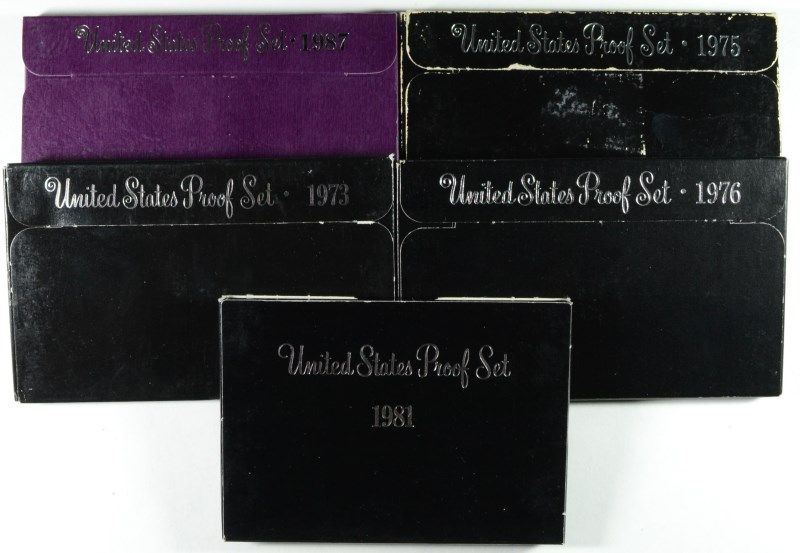 United States Proof Set · 1987
United States Proof Set · 1975
United States Proof Set · 1973
United States Proof Set · 1976
United States Proof Set
1981